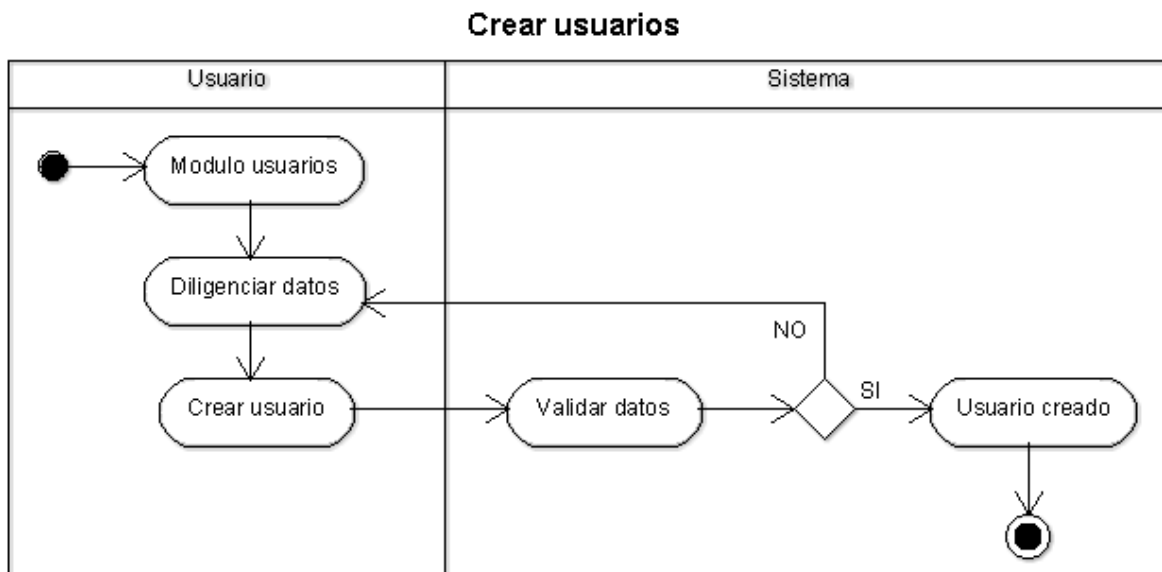 Crear usuarios
Usuario
Sistema
Modulo usuarios
Diligenciar datos
NO
Crear usuario
Validar datos
SI
Usuario creado